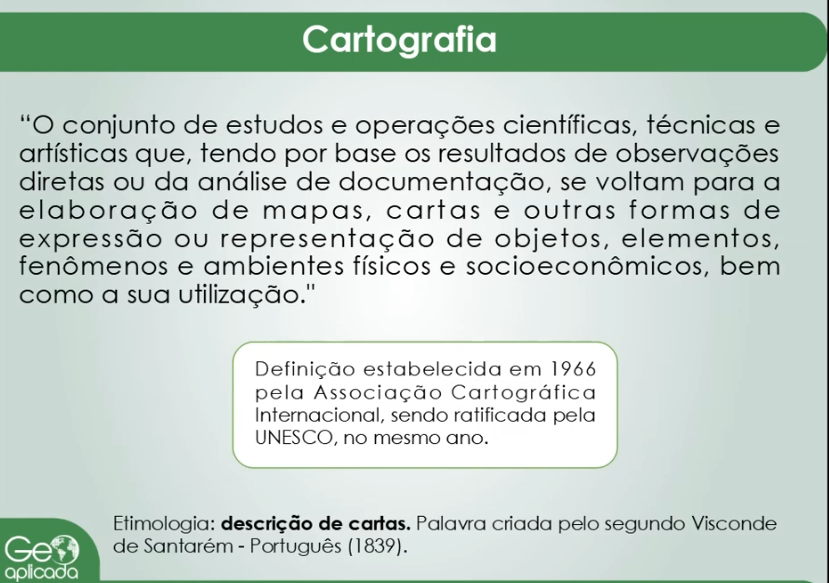 Cartografia
“O conjunto de estudos e operações científicas, técnicas e
artísticas que, tendo por base os resultados de observações
diretas ou da análise de documentação, se voltam para a
elaboração de mapas, cartas e outras formas de
expressão ou representação de objetos, elementos,
fenômenos e ambientes físicos e socioeconômicos, bem
como a sua utilização."
Definição estabelecida em 1966
pela Associação Cartográfica
Internacional, sendo ratificada pela
UNESCO, no mesmo ano.
Etimologia: descrição de cartas. Palavra criada pelo segundo Visconde
de Santarém - Português (1839).
Geo
aplicada